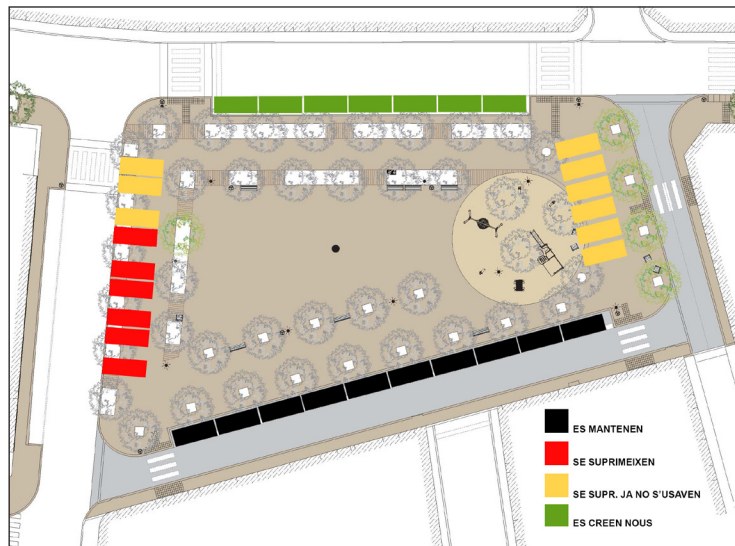 ES MANTENEN
SE SUPRIMEIXEN
SE SUPR. JA NO S'USAVEN
ES CREEN NOUS